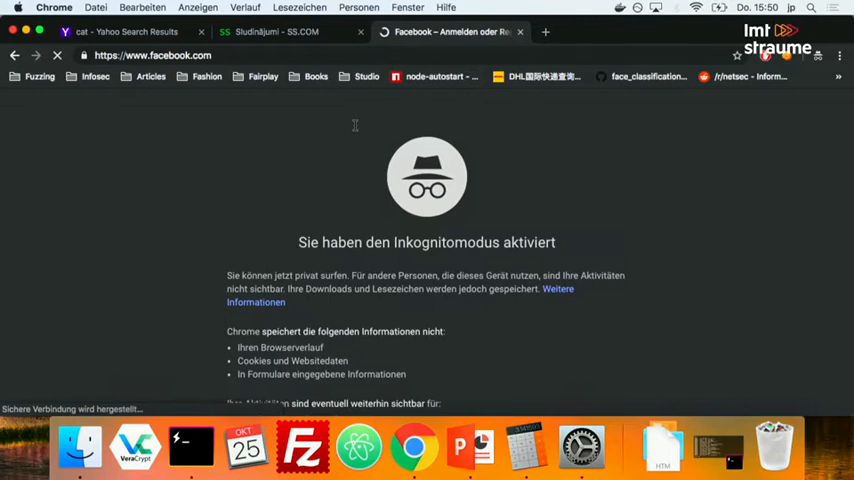 Chrome Datei Bearbeiten Anzeigen Verlauf Lesezeichen Personen Fenster Hilfe Do. 15:50 jp
cat - Yahoo Search Results
SS Sludinājumi - SS.COM
Facebook – Anmelden oder Re
lmt
straume
https://www.facebook.com
Fuzzing Infosec Articles Fashion Fairplay Books Studio node-autostart - ... DHL国际快递查询... face_classification... /r/netsec - Inform... »
Sie haben den Inkognitomodus aktiviert
Sie können jetzt privat surfen. Für andere Personen, die dieses Gerät nutzen, sind Ihre Aktivitäten
nicht sichtbar. Ihre Downloads und Lesezeichen werden jedoch gespeichert. Weitere
Informationen
Chrome speichert die folgenden Informationen nicht:
• Ihren Browserverlauf
• Cookies und Websitedaten
• In Formulare eingegebene Informationen
Ihre Aktivitäten sind eventuell weiterhin sichtbar für:
Sichere Verbindung wird hergestellt...
VC
VeraCrypt
OKT
25
FZ
P
HTM